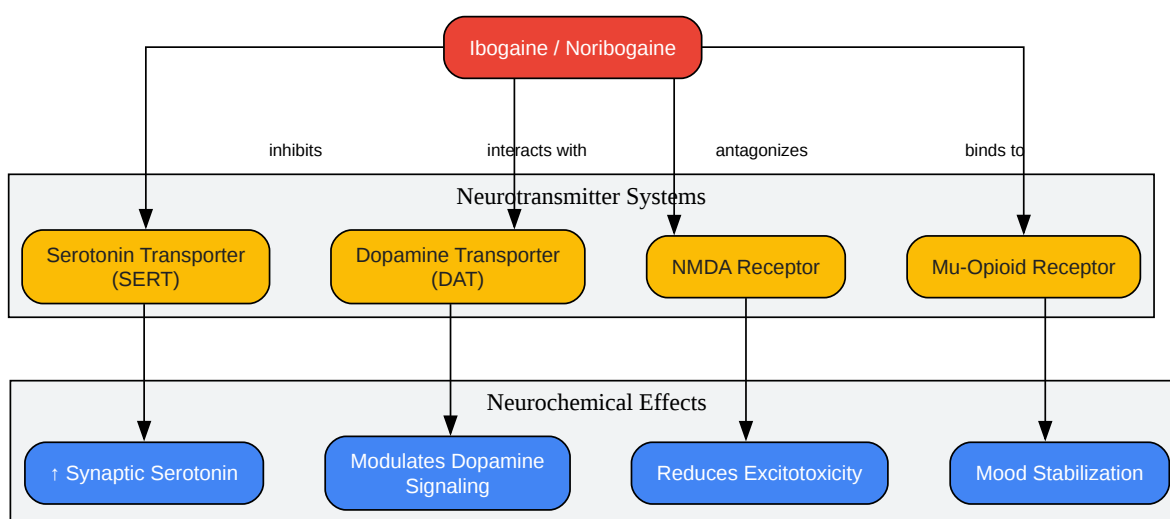 Ibogaine / Noribogaine
inhibits
interacts with
antagonizes
binds to
Neurotransmitter Systems
Serotonin Transporter
(SERT)
Dopamine Transporter
(DAT)
NMDA Receptor
Mu-Opioid Receptor
Neurochemical Effects
↑ Synaptic Serotonin
Modulates Dopamine
Signaling
Reduces Excitotoxicity
Mood Stabilization